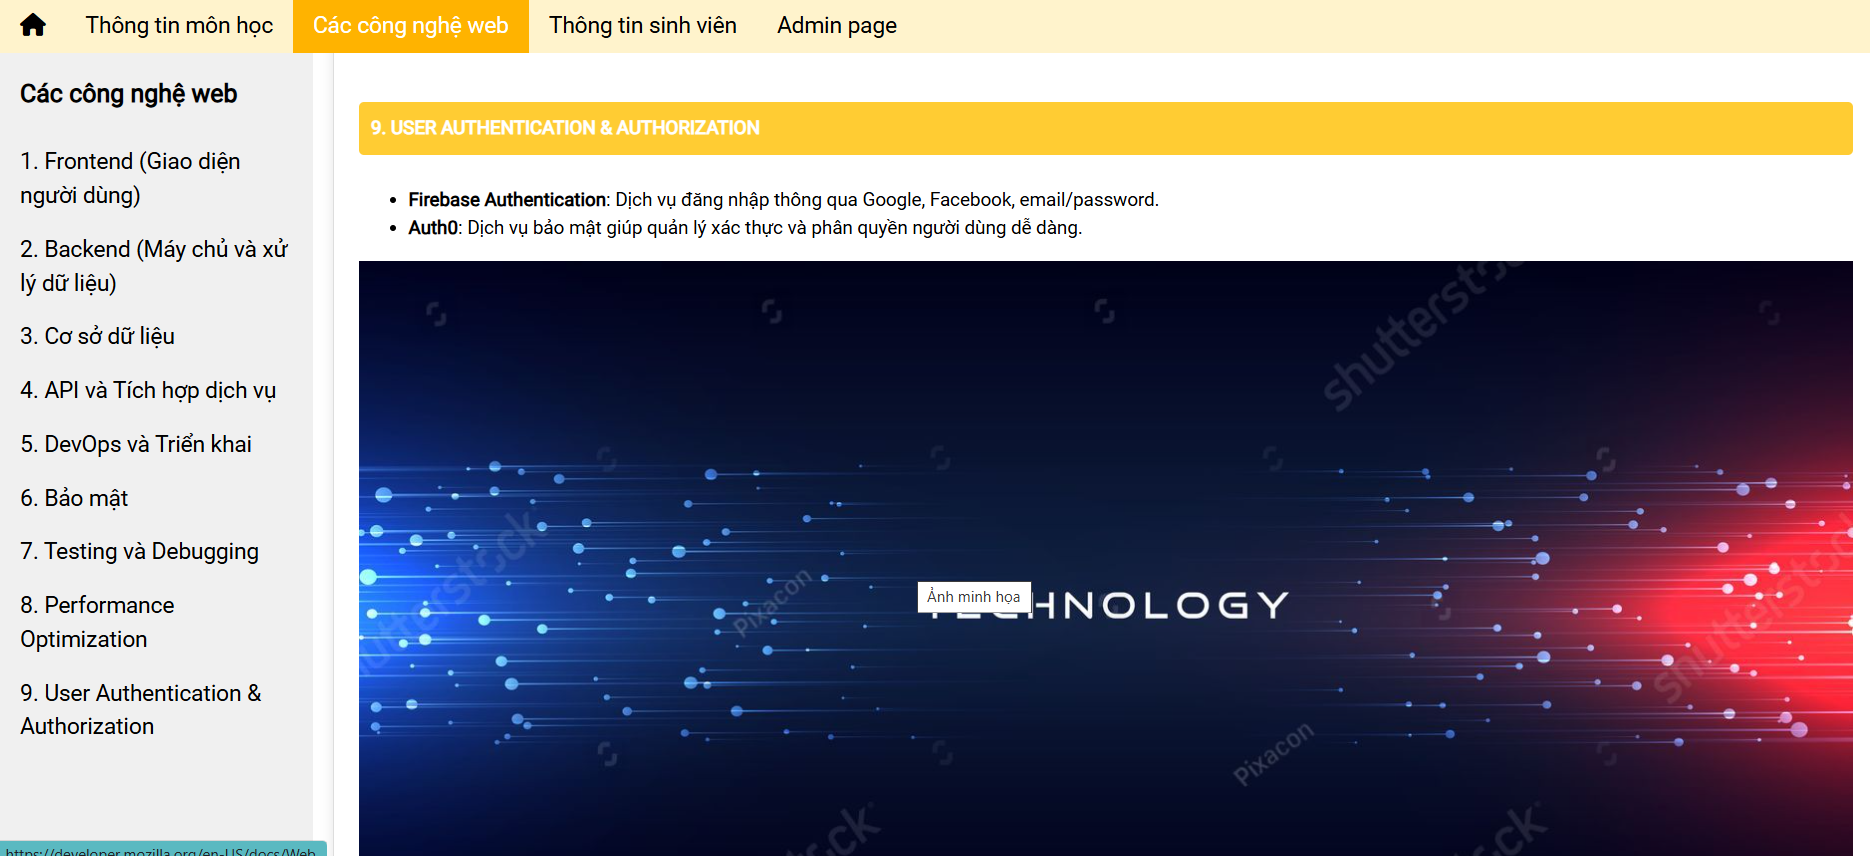 Thông tin môn học
Các công nghệ web
Thông tin sinh viên
Admin page
Các công nghệ web
1. Frontend (Giao diện
người dùng)
2. Backend (Máy chủ và xử
lý dữ liệu)
3. Cơ sở dữ liệu
4. API và Tích hợp dịch vụ
5. DevOps và Triển khai
6. Bảo mật
7. Testing và Debugging
8. Performance
Optimization
9. User Authentication &
Authorization
9. USER AUTHENTICATION & AUTHORIZATION
Firebase Authentication: Dịch vụ đăng nhập thông qua Google, Facebook, email/password.
Auth0: Dịch vụ bảo mật giúp quản lý xác thực và phân quyền người dùng dễ dàng.
shutterstock
shutterstock
shutterstock
Pixacon
Ảnh minh họa
TECHNOLOGY
Pixacon
https://developer.mozilla.org/en-US/docs/Web